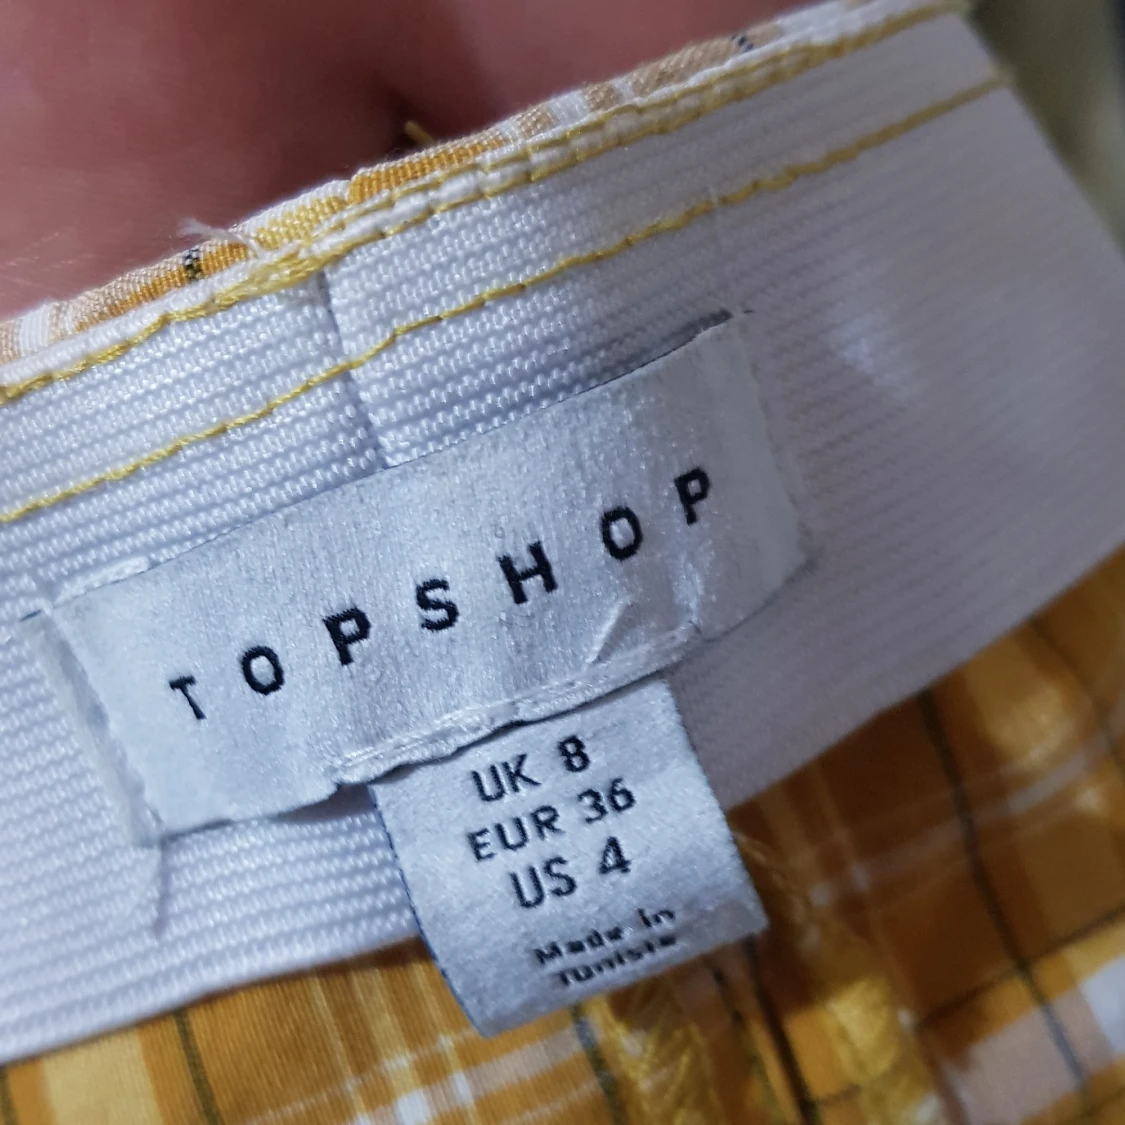 TOPSHOP
UK 8
EUR 36
US 4
Made in
Tunisia